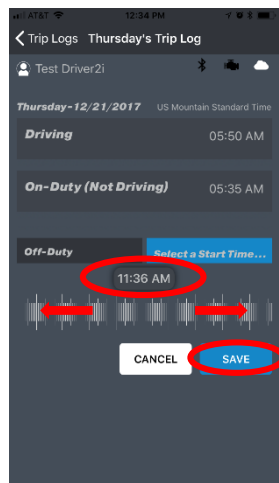 AT&T 12:34 PM
Trip Logs Thursday's Trip Log
Test Driver2i
Thursday-12/21/2017 US Mountain Standard Time
Driving 05:50 AM
On-Duty (Not Driving) 05:35 AM
Off-Duty Select a Start Time...
11:36 AM
CANCEL SAVE